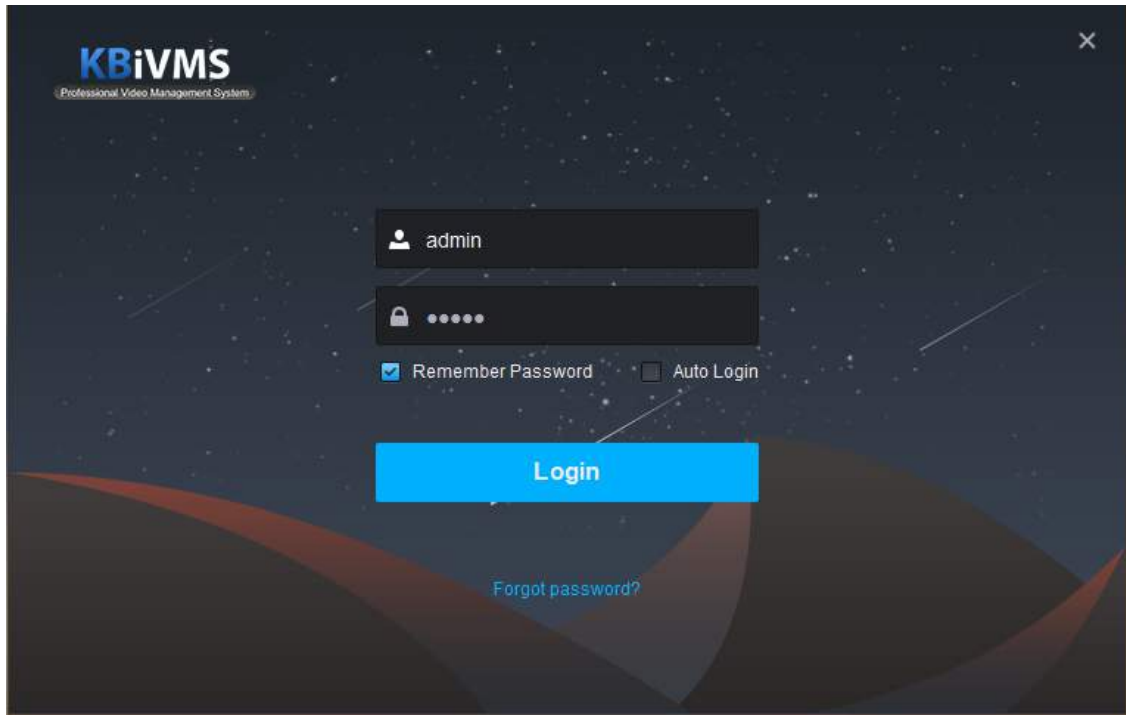 KBiVMS
Professional Video Management System
admin
•••••
Remember Password
Auto Login
Login
Forgot password?